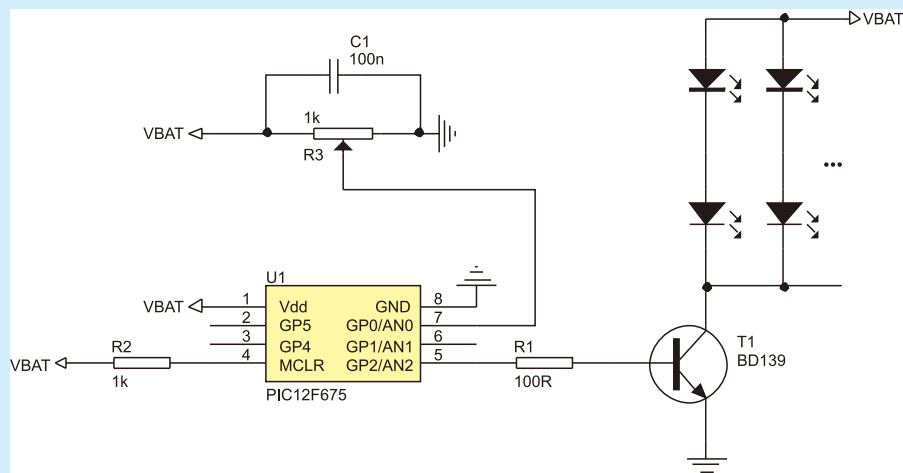 VBAT
C1
100n
VBAT
1k
R3
...
U1
VBAT
1
Vdd
GND
8
2
GP5
GP0/AN0
7
3
GP4
GP1/AN1
6
4
MCLR
GP2/AN2
5
PIC12F675
VBAT
R2
1k
R1
100R
T1
BD139